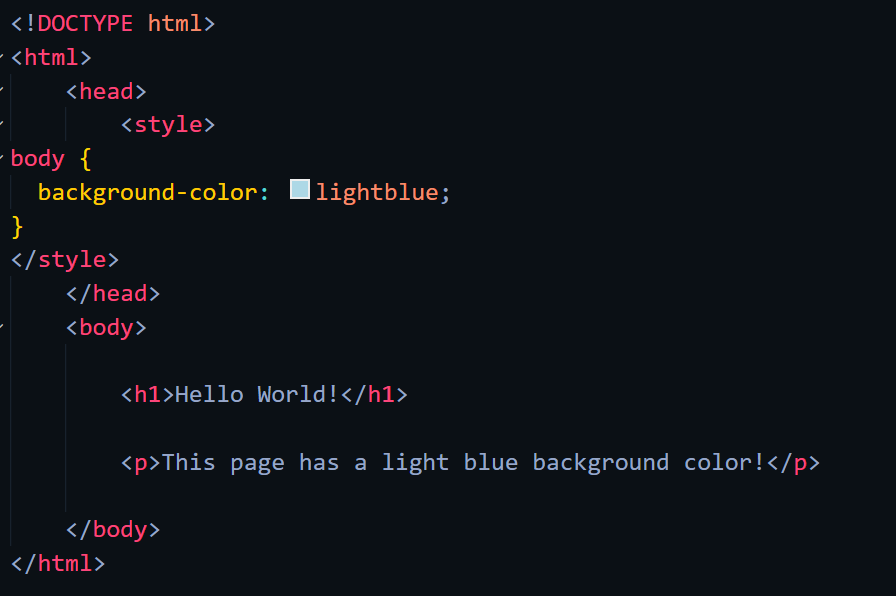 <!DOCTYPE html>
<html>
    <head>
        <style>
body {
  background-color: lightblue;
}
</style>
    </head>
    <body>

        <h1>Hello World!</h1>

        <p>This page has a light blue background color!</p>

    </body>
</html>